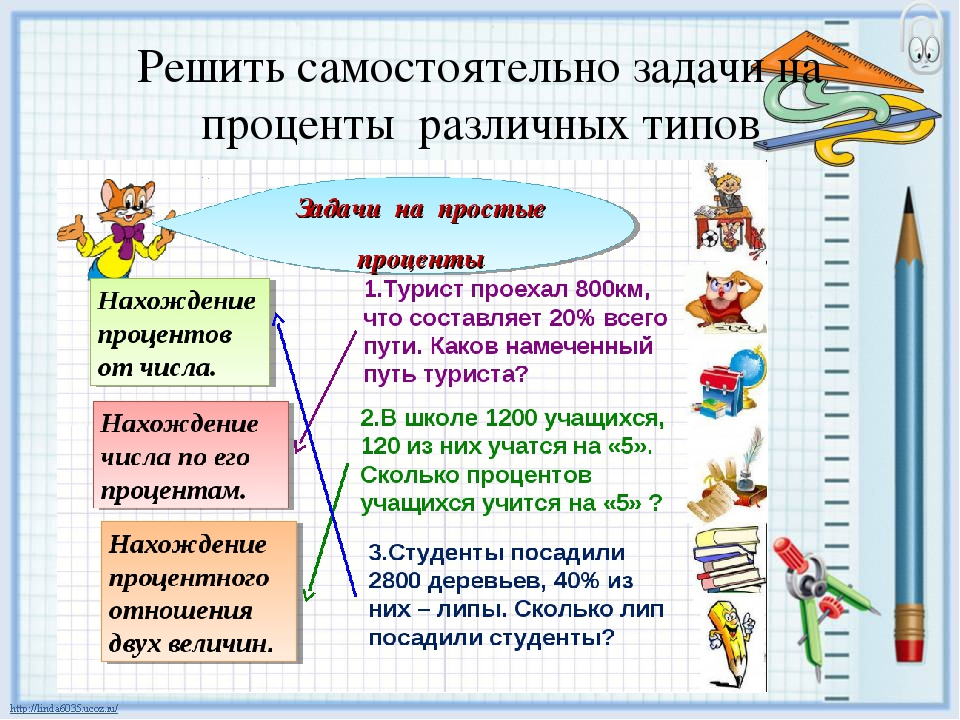 Решить самостоятельно задачи на
проценты различных типов
Задачи на простые
проценты
Нахождение
процентов
от числа.
Нахождение
числа по его
процентам.
Нахождение
процентного
отношения
двух величин.
1.Турист проехал 800км,
что составляет 20% всего
пути. Каков намеченный
путь туриста?
2.В школе 1200 учащихся,
120 из них учатся на «5».
Сколько процентов
учащихся учится на «5» ?
3.Студенты посадили
2800 деревьев, 40% из
них – липы. Сколько лип
посадили студенты?
http://linda6035.ucoz.ru/